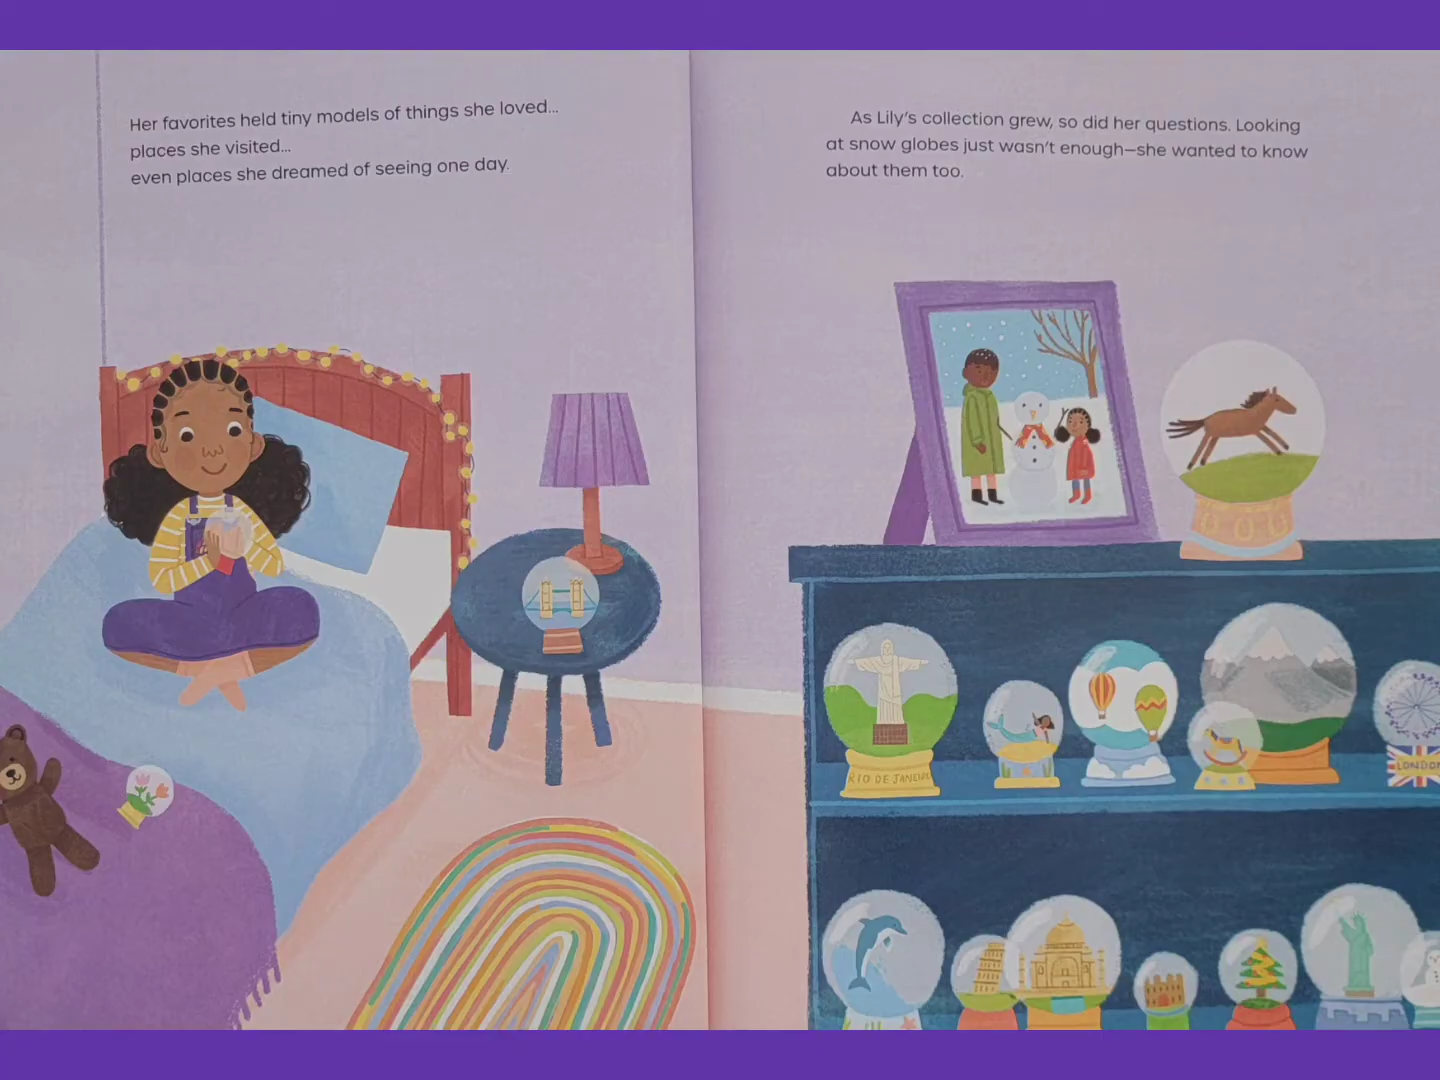 Her favorites held tiny models of things she loved...
places she visited...
even places she dreamed of seeing one day.
As Lily's collection grew, so did her questions. Looking
at snow globes just wasn't enough—she wanted to know
about them too.
RIO DE JANEIRO
LONDON